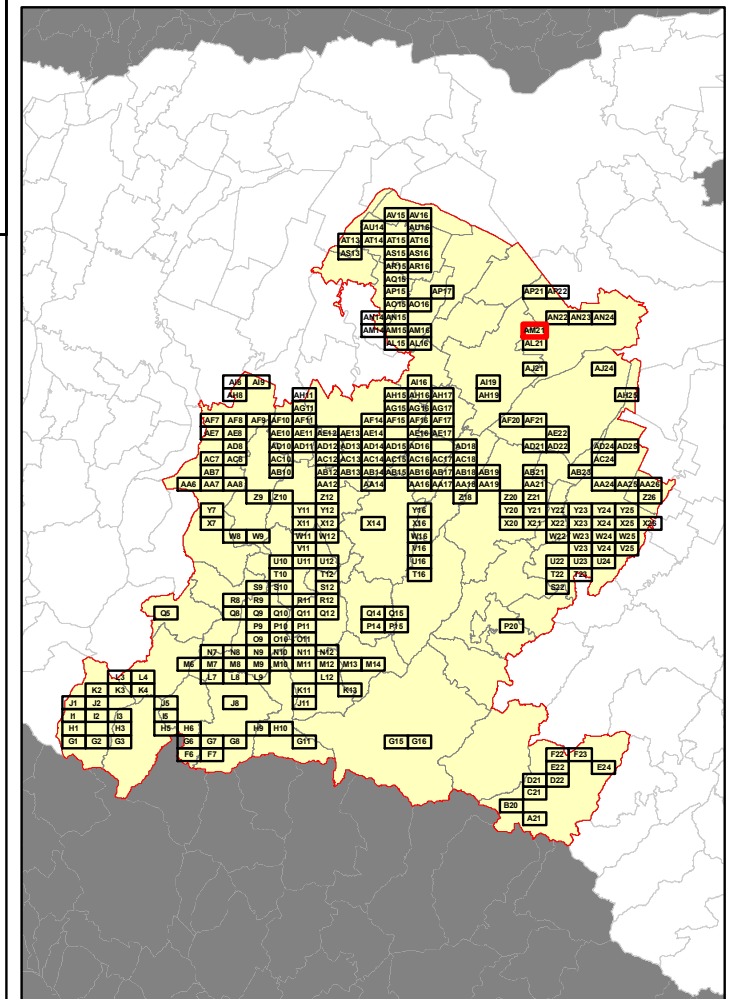 AV15 AV16
AU14 AU16
AT13 AT14 AT15 AT16
AS13 AS15 AS16
AR15 AR16
AQ15
AP15 AP17 AP21 AP22
AO15 AO16
AN14 AN15 AN22 AN23 AN24
AM14 AM15 AM16 AM21
AL15 AL16 AL21
AJ21 AJ24
AI8 AI9 AI16 AI19
AH8 AH11 AH15 AH16 AH17 AH19 AH25
AG11 AG15 AG16 AG17
AF7 AF8 AF9 AF10 AF11 AF14 AF15 AF16 AF17 AF20 AF21
AE7 AE8 AE10 AE11 AE12 AE13 AE14 AE16 AE17 AE22
AD8 AD10 AD11 AD12 AD13 AD14 AD15 AD16 AD18 AD21 AD22 AD24 AD25
AC7 AC8 AC10 AC12 AC13 AC14 AC15 AC16 AC17 AC18 AC24
AB7 AB10 AB12 AB13 AB14 AB15 AB16 AB17 AB18 AB19 AB21 AB23
AA6 AA7 AA8 AA12 AA14 AA16 AA17 AA18 AA19 AA21 AA24 AA25 AA26
Z9 Z10 Z12 Z18 Z20 Z21 Z26
Y7 Y11 Y12 Y16 Y20 Y21 Y22 Y23 Y24 Y25
X7 X11 X12 X14 X16 X20 X21 X22 X23 X24 X25 X26
W8 W9 W11 W12 W16 W22 W23 W24 W25
V11 V16 V23 V24 V25
U10 U11 U12 U16 U22 U23 U24
T10 T12 T16 T22 T23
S9 S10 S12 S22
R8 R9 R11 R12
Q5 Q8 Q9 Q10 Q11 Q12 Q14 Q15
P9 P10 P11 P14 P15 P20
O9 O10 O11
N7 N8 N9 N10 N11 N12
M6 M7 M8 M9 M10 M11 M12 M13 M14
L3 L4 L7 L8 L9 L12
K2 K3 K4 K11 K13
J1 J2 J5 J8 J11
I1 I2 I3 I5
H1 H3 H5 H6 H9 H10
G1 G2 G3 G6 G7 G8 G11 G15 G16
F6 F7 F22 F23
E22 E24
D21 D22
C21
B20
A21